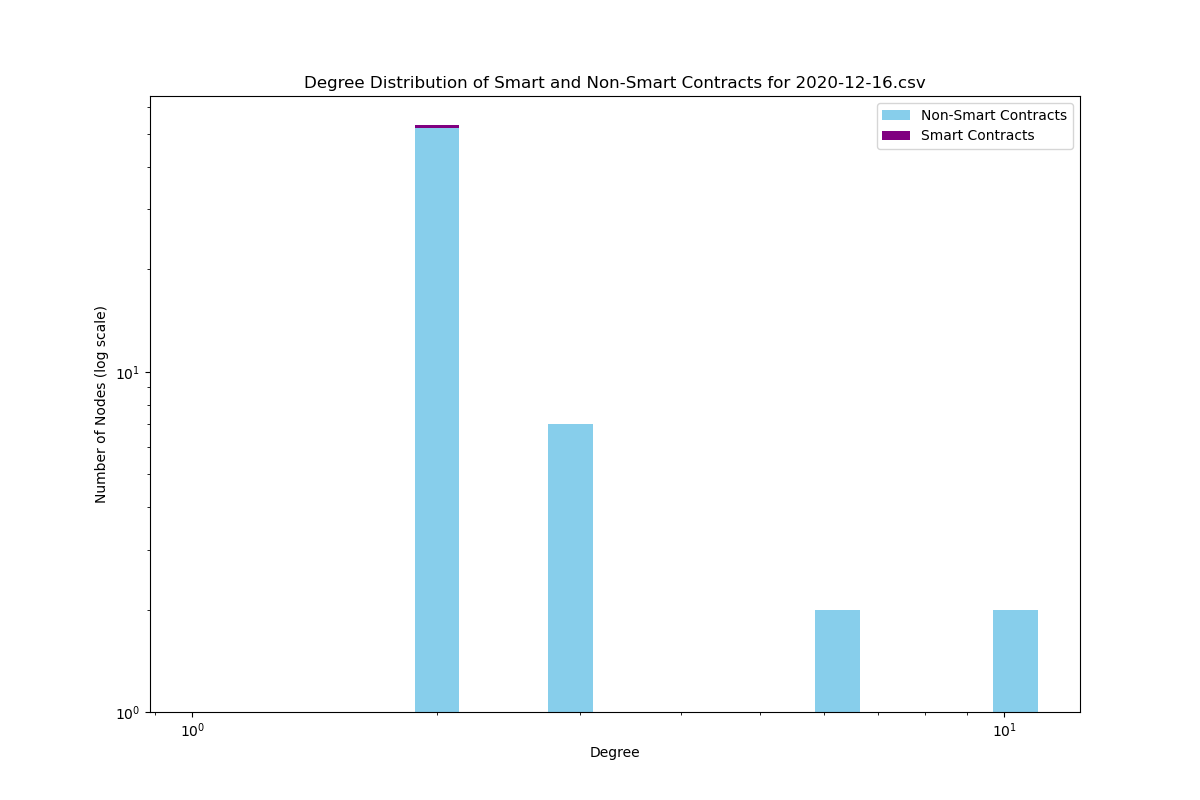 Degree Distribution of Smart and Non-Smart Contracts for 2020-12-16.csv
Non-Smart Contracts
Smart Contracts
Number of Nodes (log scale)
10¹
10⁰
10⁰
10¹
Degree